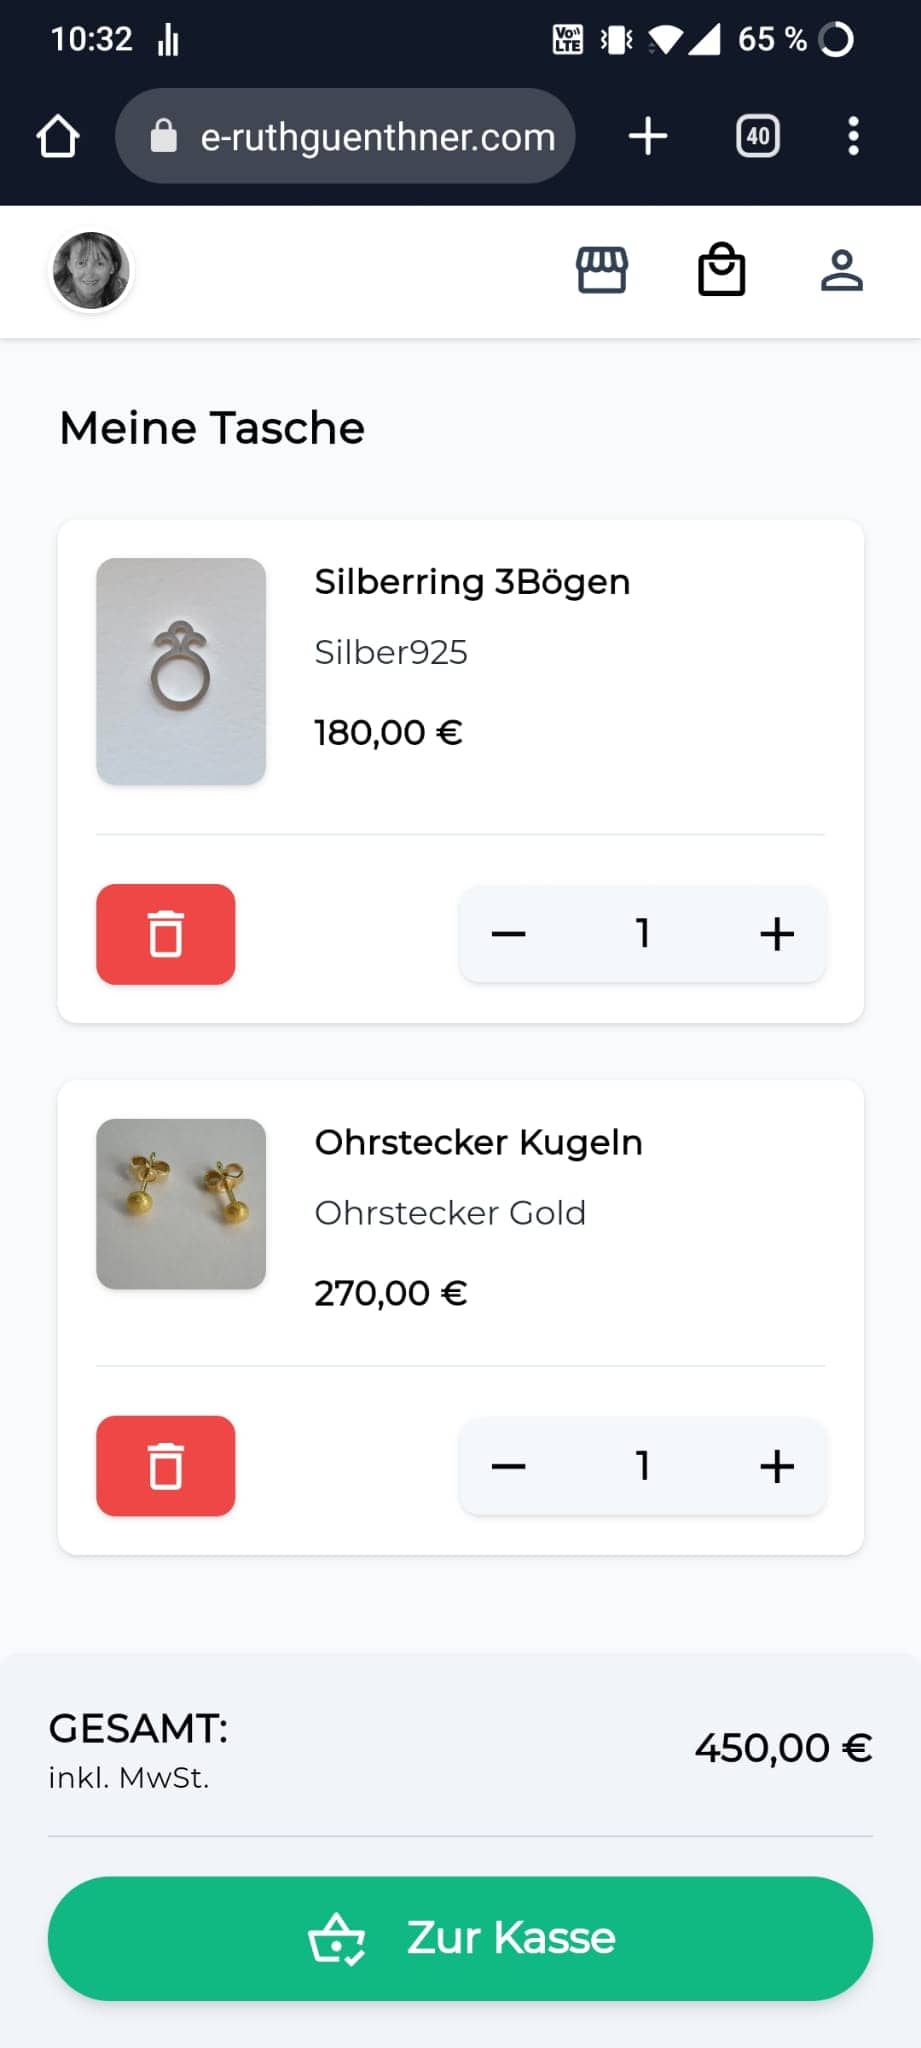 10:32
Vo)) LTE
65 %
e-ruthguenthner.com
40
Meine Tasche
Silberring 3Bögen
Silber925
180,00 €
1
Ohrstecker Kugeln
Ohrstecker Gold
270,00 €
1
GESAMT:
450,00 €
inkl. MwSt.
Zur Kasse